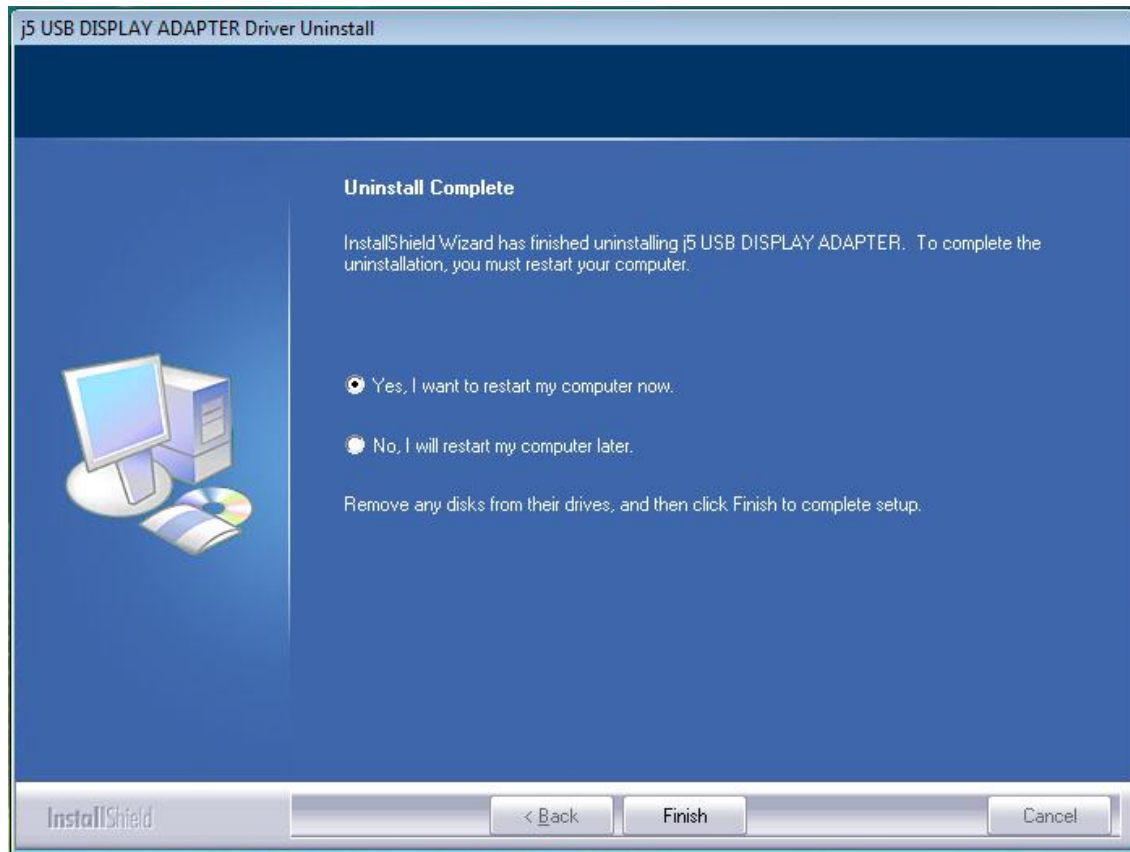 j5 USB DISPLAY ADAPTER Driver Uninstall
Uninstall Complete
InstallShield Wizard has finished uninstalling j5 USB DISPLAY ADAPTER. To complete the
uninstallation, you must restart your computer.
Yes, I want to restart my computer now.
No, I will restart my computer later.
Remove any disks from their drives, and then click Finish to complete setup.
InstallShield
< Back
Finish
Cancel